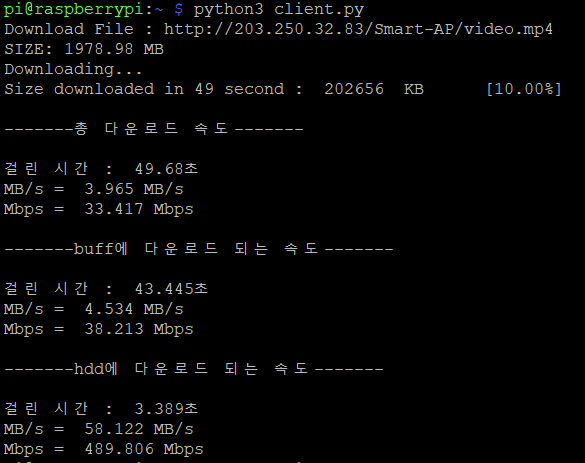 pi@raspberrypi:~ $ python3 client.py
Download File : http://203.250.32.83/Smart-AP/video.mp4
SIZE: 1978.98 MB
Downloading...
Size downloaded in 49 second :  202656  KB      [10.00%]
-------총 다운로드 속도-------
걸린 시간 :  49.68초
MB/s =  3.965 MB/s
Mbps =  33.417 Mbps
-------buff에 다운로드 되는 속도-------
걸린 시간 :  43.445초
MB/s =  4.534 MB/s
Mbps =  38.213 Mbps
-------hdd에 다운로드 되는 속도-------
걸린 시간 :  3.389초
MB/s =  58.122 MB/s
Mbps =  489.806 Mbps